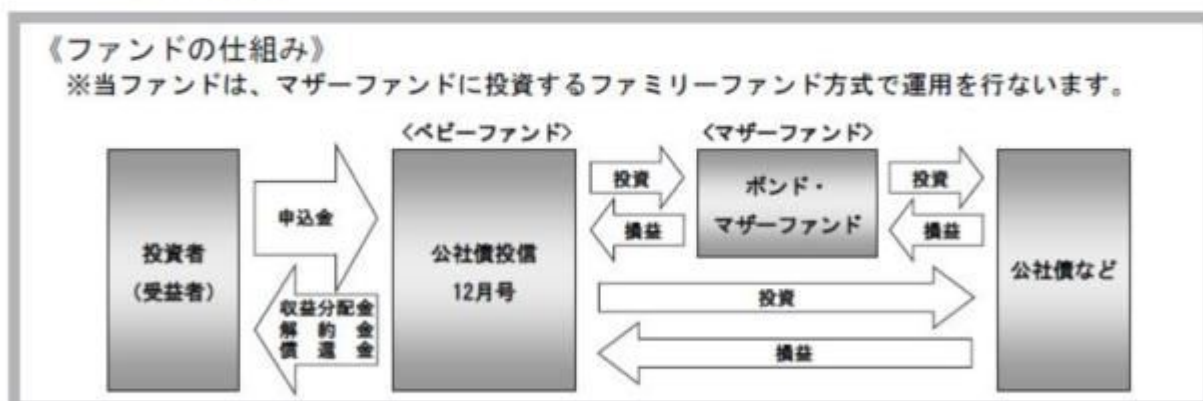 《ファンドの仕組み》
※当ファンドは、マザーファンドに投資するファミリーファンド方式で運用を行ないます。
〈ベビーファンド〉
〈マザーファンド〉
投資者
(受益者)
申込金
収益分配金
解約金
償還金
公社債投信
12月号
投資
損益
ボンド・
マザーファンド
投資
損益
投資
損益
公社債など